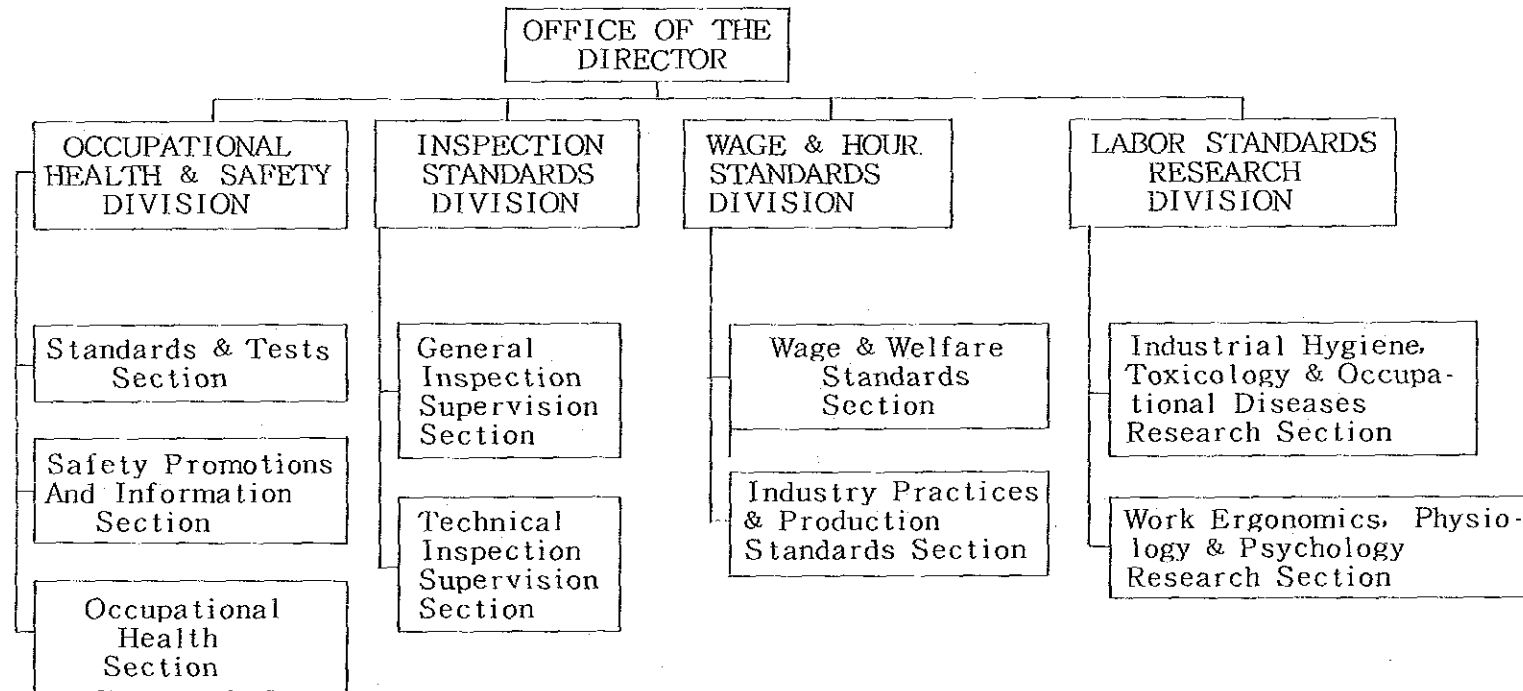 OFFICE OF THE
DIRECTOR
OCCUPATIONAL
HEALTH & SAFETY
DIVISION
INSPECTION
STANDARDS
DIVISION
WAGE & HOUR
STANDARDS
DIVISION
LABOR STANDARDS
RESEARCH
DIVISION
Standards & Tests
Section
Safety Promotions
And Information
Section
Occupational
Health
Section
General
Inspection
Supervision
Section
Technical
Inspection
Supervision
Section
Wage & Welfare
Standards
Section
Industry Practices
& Production
Standards Section
Industrial Hygiene,
Toxicology & Occupa-
tional Diseases
Research Section
Work Ergonomics, Physio-
logy & Psychology
Research Section